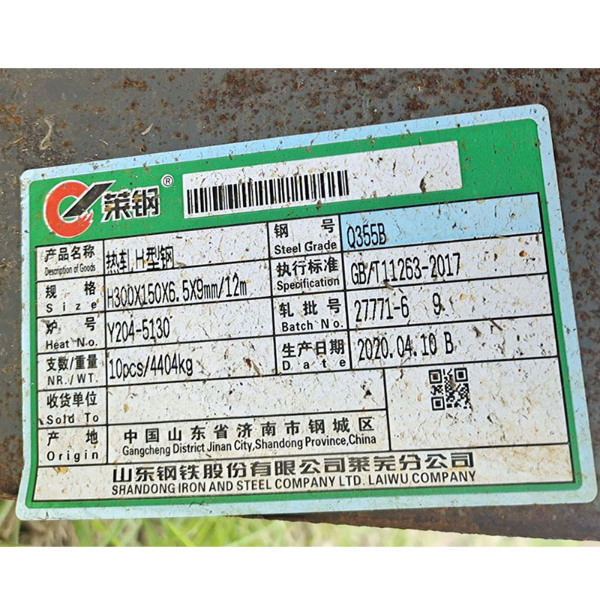 莱钢®
产品名称 热轧 H型钢
Description of Goods
规格 H300X150X6.5X9mm/12m
Size
炉号 Y204-5130
Heat No.
支数/重量 10pcs/4404kg
NR./WT.
收货单位
Sold To
钢号 Q355B
Steel Grade
执行标准 GB/T11263-2017
Specification
轧批号 27771-6 9
Batch No.
生产日期 2020.04.10 B
Date
产地 中国山东省济南市钢城区
Origin Gangcheng District Jinan City,Shandong Province,China
山东钢铁股份有限公司莱芜分公司
SHANDONG IRON AND STEEL COMPANY LTD. LAIWU COMPANY